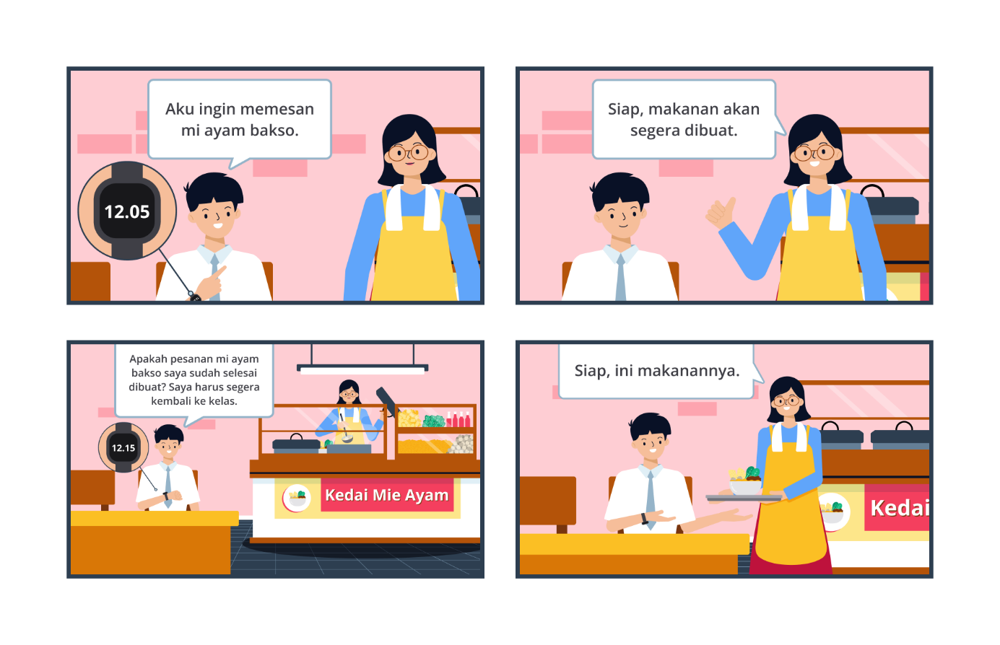 Aku ingin memesan
mi ayam bakso.
12.05
Siap, makanan akan
segera dibuat.
Apakah pesanan mi ayam
bakso saya sudah selesai
dibuat? Saya harus segera
kembali ke kelas.
12.15
Kedai Mie Ayam
Siap, ini makanannya.
Kedai